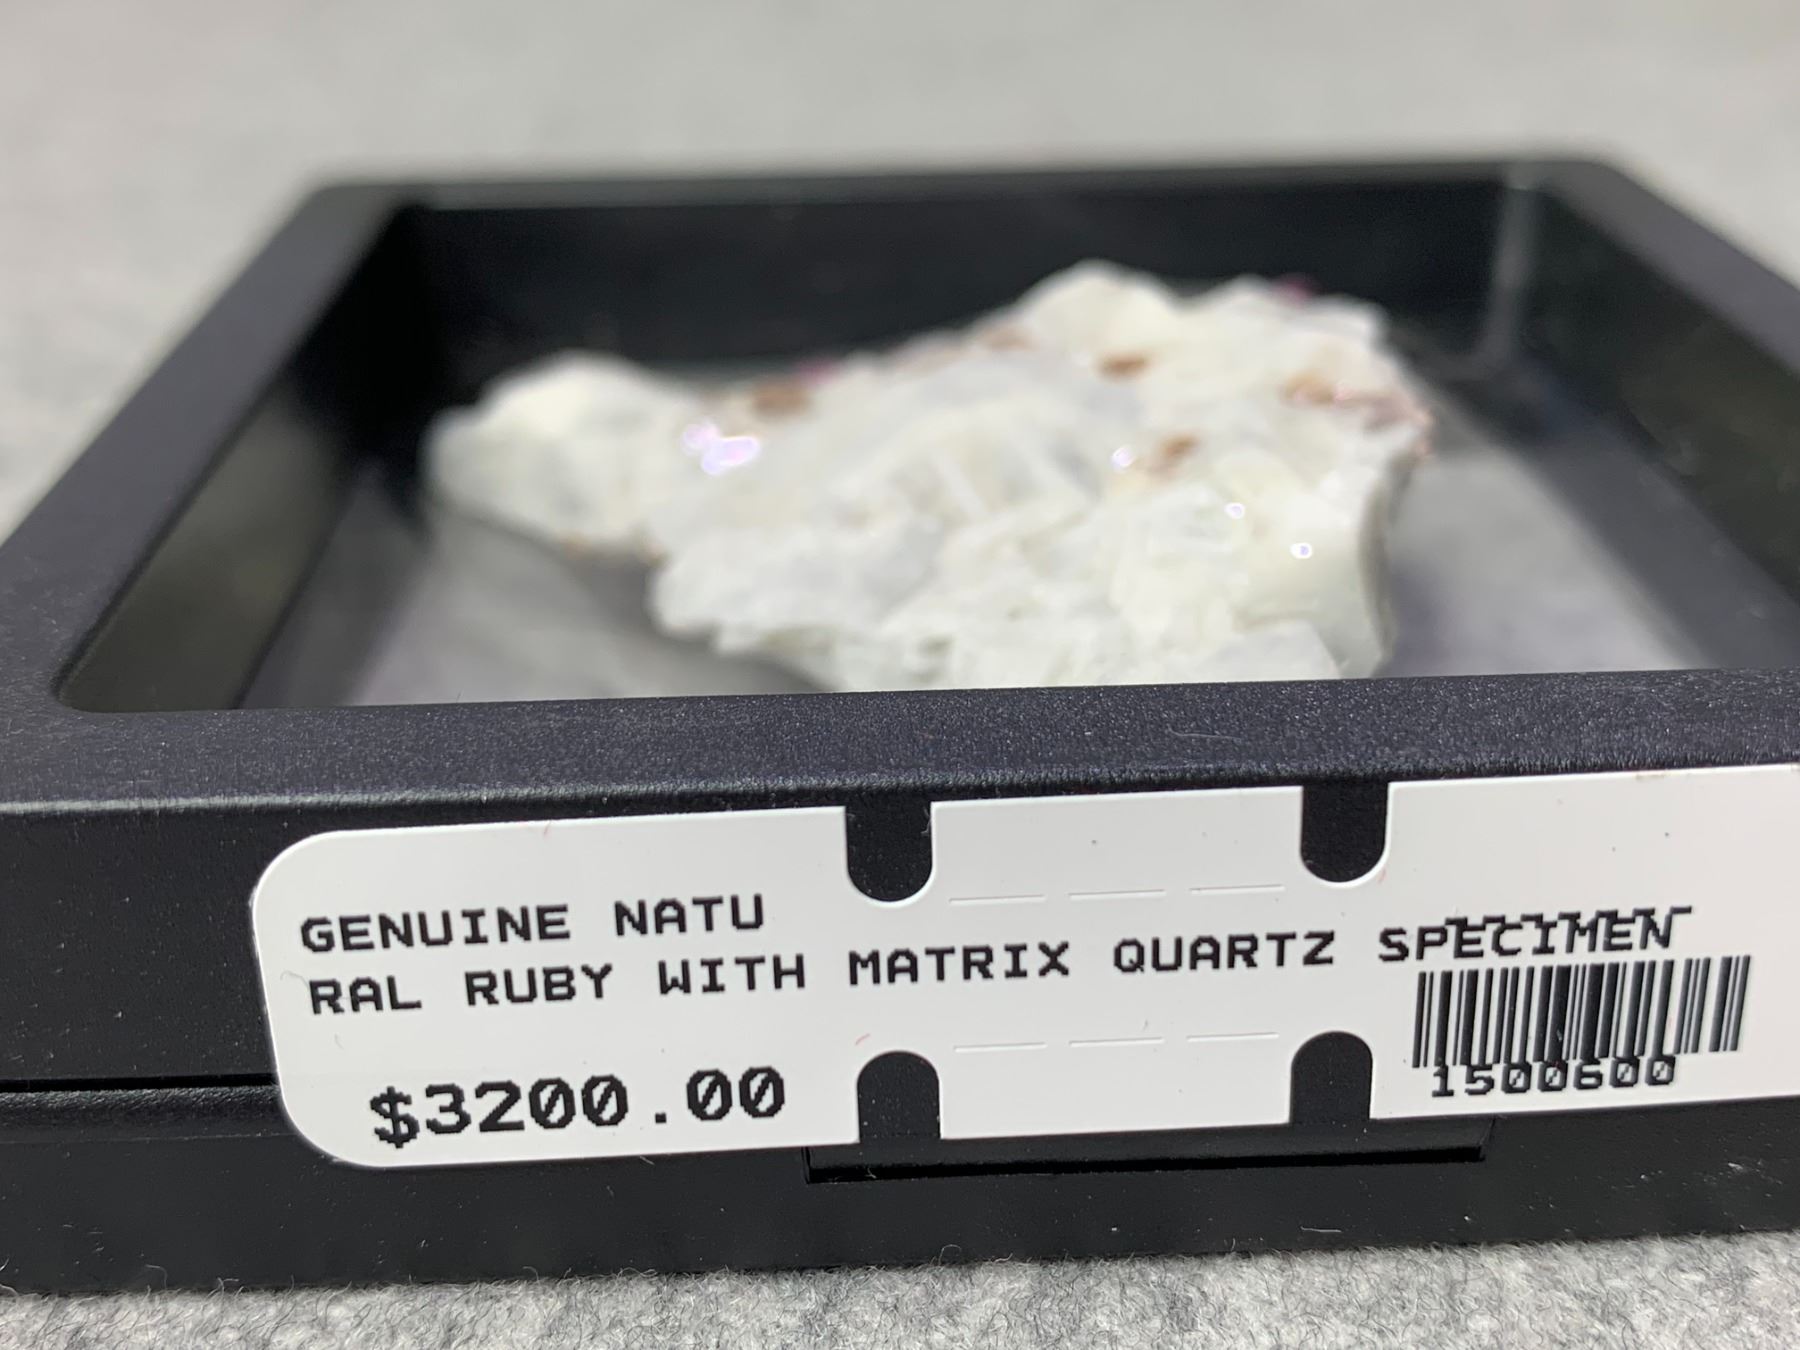 GENUINE NATU
RAL RUBY WITH MATRIX QUARTZ SPECIMEN
$3200.00
1500600